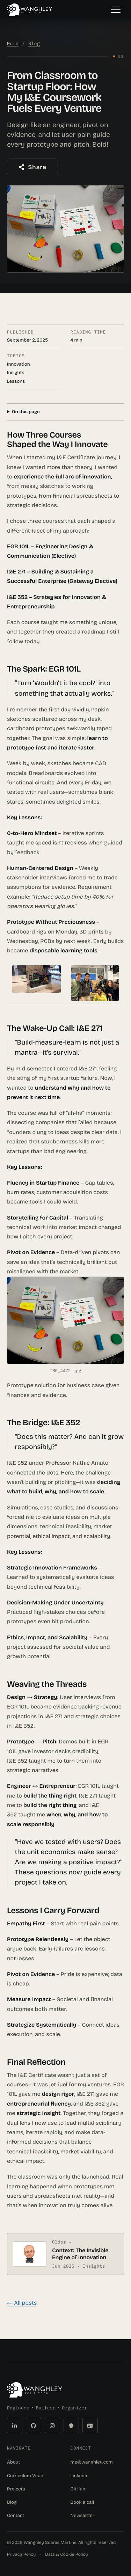 WANGHLEY
Home / Blog
From Classroom to
Startup Floor: How
My I&E Coursework
Fuels Every Venture
Design like an engineer, pivot on
evidence, and let user pain guide
every prototype and pitch. Bold!
Share
PUBLISHED
September 2, 2025
READING TIME
4 min
TOPICS
Innovation
Insights
Lessons
On this page
How Three Courses
Shaped the Way I Innovate
When I started my I&E Certificate journey, I
knew I wanted more than theory. I wanted
to experience the full arc of innovation,
from messy sketches to working
prototypes, from financial spreadsheets to
strategic decisions.
I chose three courses that each shaped a
different facet of my approach:
EGR 101L – Engineering Design &
Communication (Elective)
I&E 271 – Building & Sustaining a
Successful Enterprise (Gateway Elective)
I&E 352 – Strategies for Innovation &
Entrepreneurship
Each course taught me something unique,
and together they created a roadmap I still
follow today.
The Spark: EGR 101L
"Turn 'Wouldn't it be cool?' into
something that actually works."
I remember the first day vividly, napkin
sketches scattered across my desk,
cardboard prototypes awkwardly taped
together. The goal was simple: learn to
prototype fast and iterate faster.
Week by week, sketches became CAD
models. Breadboards evolved into
functional circuits. And every Friday, we
tested with real users—sometimes blank
stares, sometimes delighted smiles.
Key Lessons:
0-to-Hero Mindset – Iterative sprints
taught me speed isn't reckless when guided
by feedback.
Human-Centered Design – Weekly
stakeholder interviews forced me to trade
assumptions for evidence. Requirement
example: "Reduce setup time by 40% for
operators wearing gloves."
Prototype Without Preciousness –
Cardboard rigs on Monday, 3D prints by
Wednesday, PCBs by next week. Early builds
become disposable learning tools.
The Wake-Up Call: I&E 271
"Build-measure-learn is not just a
mantra—it's survival."
By mid-semester, I entered I&E 271, feeling
the sting of my first startup failure. Now, I
wanted to understand why and how to
prevent it next time.
The course was full of "ah-ha" moments:
dissecting companies that failed because
founders clung to ideas despite clear data. I
realized that stubbornness kills more
startups than bad engineering.
Key Lessons:
Fluency in Startup Finance – Cap tables,
burn rates, customer acquisition costs
became tools I could wield.
Storytelling for Capital – Translating
technical work into market impact changed
how I pitch every project.
Pivot on Evidence – Data-driven pivots can
save an idea that's technically brilliant but
misaligned with the market.
IMG_4472.jpg
Prototype solution for business case given
finances and evidence.
The Bridge: I&E 352
"Does this matter? And can it grow
responsibly?"
I&E 352 under Professor Kathie Amato
connected the dots. Here, the challenge
wasn't building or pitching—it was deciding
what to build, why, and how to scale.
Simulations, case studies, and discussions
forced me to evaluate ideas on multiple
dimensions: technical feasibility, market
potential, ethical impact, and scalability.
Key Lessons:
Strategic Innovation Frameworks –
Learned to systematically evaluate ideas
beyond technical feasibility.
Decision-Making Under Uncertainty –
Practiced high-stakes choices before
prototypes even hit production.
Ethics, Impact, and Scalability – Every
project assessed for societal value and
growth potential.
Weaving the Threads
Design → Strategy: User interviews from
EGR 101L became evidence backing revenue
projections in I&E 271 and strategic choices
in I&E 352.
Prototype → Pitch: Demos built in EGR
101L gave investor decks credibility;
I&E 352 taught me to turn them into
strategic narratives.
Engineer ↔ Entrepreneur: EGR 101L taught
me to build the thing right, I&E 271 taught
me to build the right thing, and I&E
352 taught me when, why, and how to
scale responsibly.
"Have we tested with users? Does
the unit economics make sense?
Are we making a positive impact?"
These questions now guide every
project I take on.
Lessons I Carry Forward
Empathy First – Start with real pain points.
Prototype Relentlessly – Let the object
argue back. Early failures are lessons,
not losses.
Pivot on Evidence – Pride is expensive; data
is cheap.
Measure Impact – Societal and financial
outcomes both matter.
Strategize Systematically – Connect ideas,
execution, and scale.
Final Reflection
The I&E Certificate wasn't just a set of
courses—it was jet fuel for my ventures. EGR
101L gave me design rigor, I&E 271 gave me
entrepreneurial fluency, and I&E 352 gave
me strategic insight. Together, they forged a
mental lens I now use to lead multidisciplinary
teams, iterate rapidly, and make data-
informed decisions that balance
technical feasibility, market viability, and
ethical impact.
The classroom was only the launchpad. Real
learning happened when prototypes met
users and spreadsheets met reality—and
that's when innovation truly comes alive.
Older →
Context: The Invisible
Engine of Innovation
Jun 2025 · Insights
← All posts
WANGHLEY
Engineer • Builder • Organizer
NAVIGATE
About
Curriculum Vitae
Projects
Blog
Contact
CONNECT
me@wanghley.com
LinkedIn
GitHub
Book a call
Newsletter
© 2026 Wanghley Soares Martins. All rights reserved.
Privacy Policy · Data & Cookie Policy